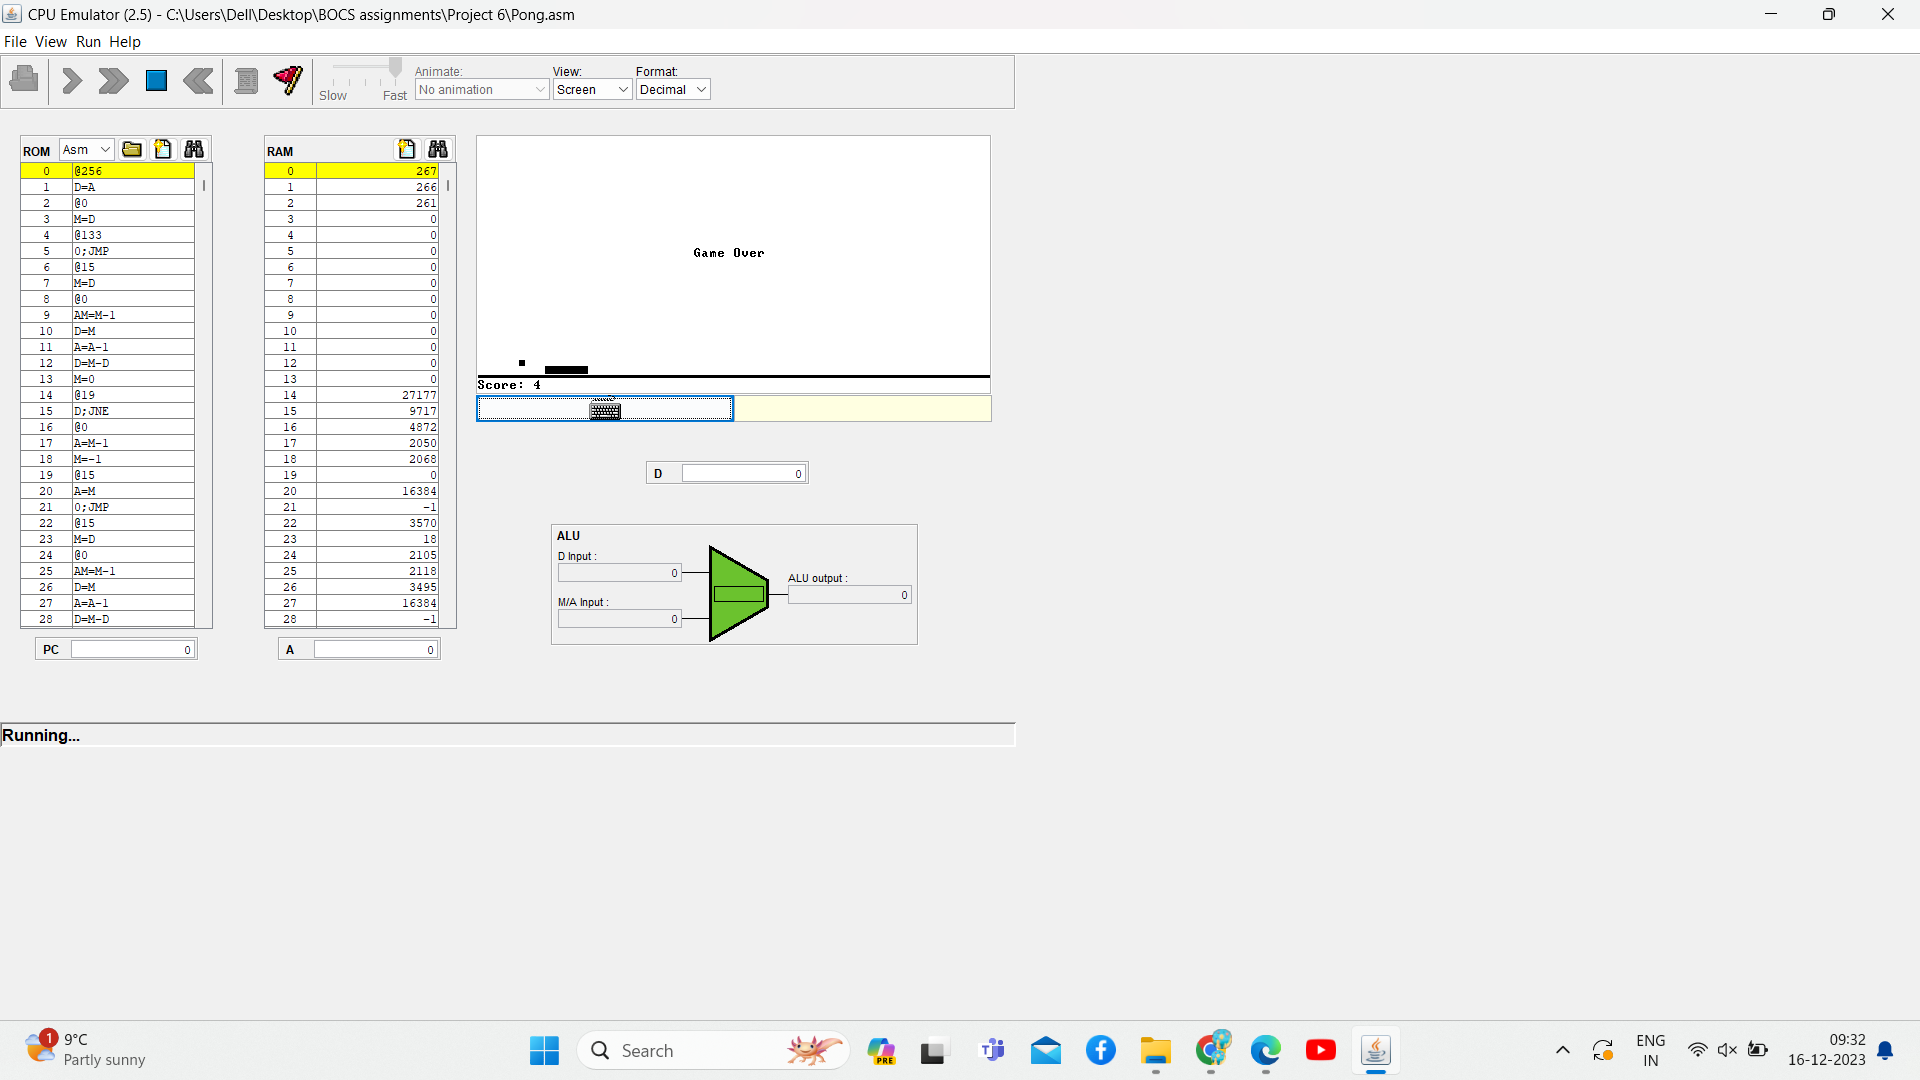 CPU Emulator (2.5) - C:\Users\Dell\Desktop\BOCS assignments\Project 6\Pong.asm
File View Run Help
Slow Fast
Animate:
No animation
View:
Screen
Format:
Decimal
ROM Asm
0 @256
1 D=A
2 @0
3 M=D
4 @133
5 0;JMP
6 @15
7 M=D
8 @0
9 AM=M-1
10 D=M
11 A=A-1
12 D=M-D
13 M=0
14 @19
15 D;JNE
16 @0
17 A=M-1
18 M=-1
19 @15
20 A=M
21 0;JMP
22 @15
23 M=D
24 @0
25 AM=M-1
26 D=M
27 A=A-1
28 D=M-D
PC 0
RAM
0 267
1 266
2 261
3 0
4 0
5 0
6 0
7 0
8 0
9 0
10 0
11 0
12 0
13 0
14 27177
15 9717
16 4872
17 2050
18 2068
19 0
20 16384
21 -1
22 3570
23 18
24 2105
25 2118
26 3495
27 16384
28 -1
A 0
Game Over
Score: 4
D 0
ALU
D Input :
0
M/A Input :
0
ALU output :
0
Running...
1
9°C
Partly sunny
Search
PRE
ENG
IN
09:32
16-12-2023